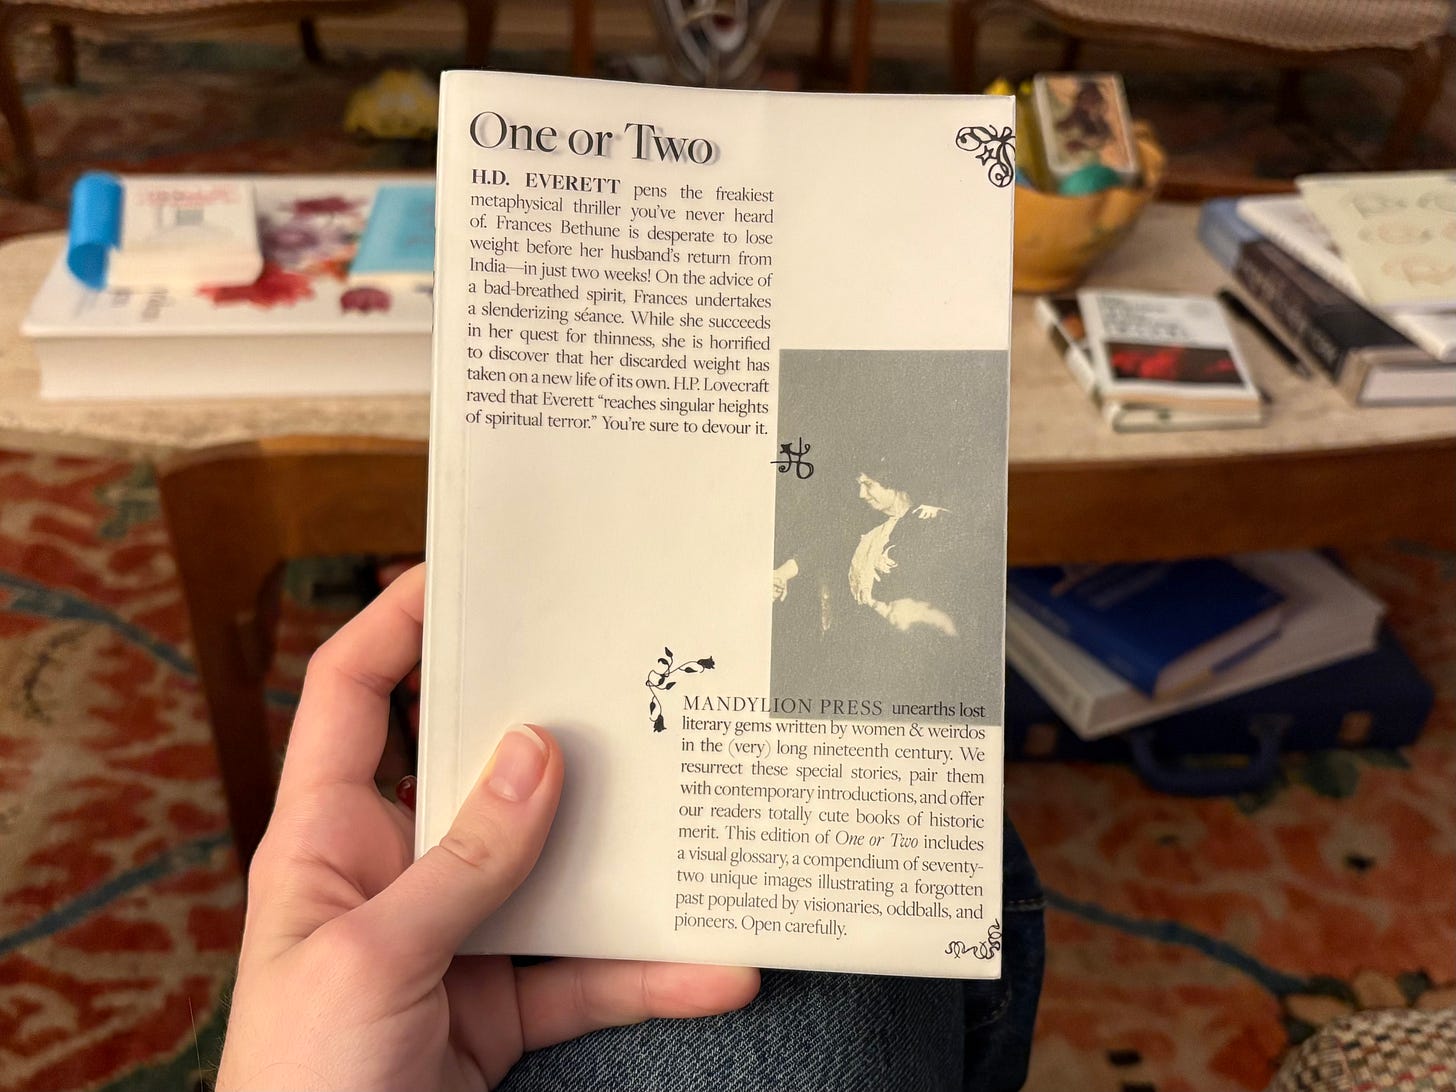 One or Two
H.D. EVERETT pens the freakiest
metaphysical thriller you’ve never heard
of. Frances Bethune is desperate to lose
weight before her husband’s return from
India—in just two weeks! On the advice of
a bad-breathed spirit, Frances undertakes
a slenderizing séance. While she succeeds
in her quest for thinness, she is horrified
to discover that her discarded weight has
taken on a new life of its own. H.P. Lovecraft
raved that Everett “reaches singular heights
of spiritual terror.” You’re sure to devour it.
MANDYLION PRESS unearths lost
literary gems written by women & weirdos
in the (very) long nineteenth century. We
resurrect these special stories, pair them
with contemporary introductions, and offer
our readers totally cute books of historic
merit. This edition of One or Two includes
a visual glossary, a compendium of seventy-
two unique images illustrating a forgotten
past populated by visionaries, oddballs, and
pioneers. Open carefully.